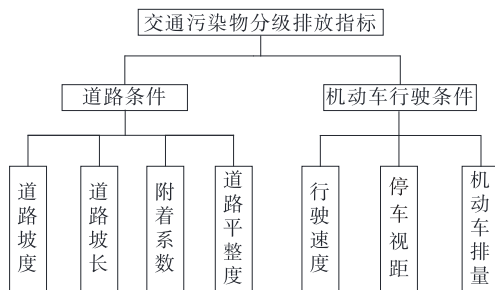 交通污染物分级排放指标
道路条件
机动车行驶条件
道路坡度
道路坡长
附着系数
道路平整度
行驶速度
停车视距
机动车排量